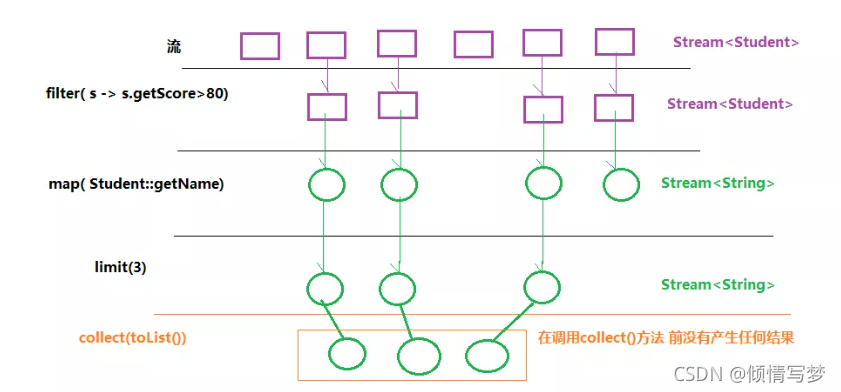 流 Stream<Student>
filter( s -> s.getScore>80) Stream<Student>
map( Student::getName) Stream<String>
limit(3) Stream<String>
collect(toList()) 在调用collect()方法 前没有产生任何结果
CSDN @倾情写梦